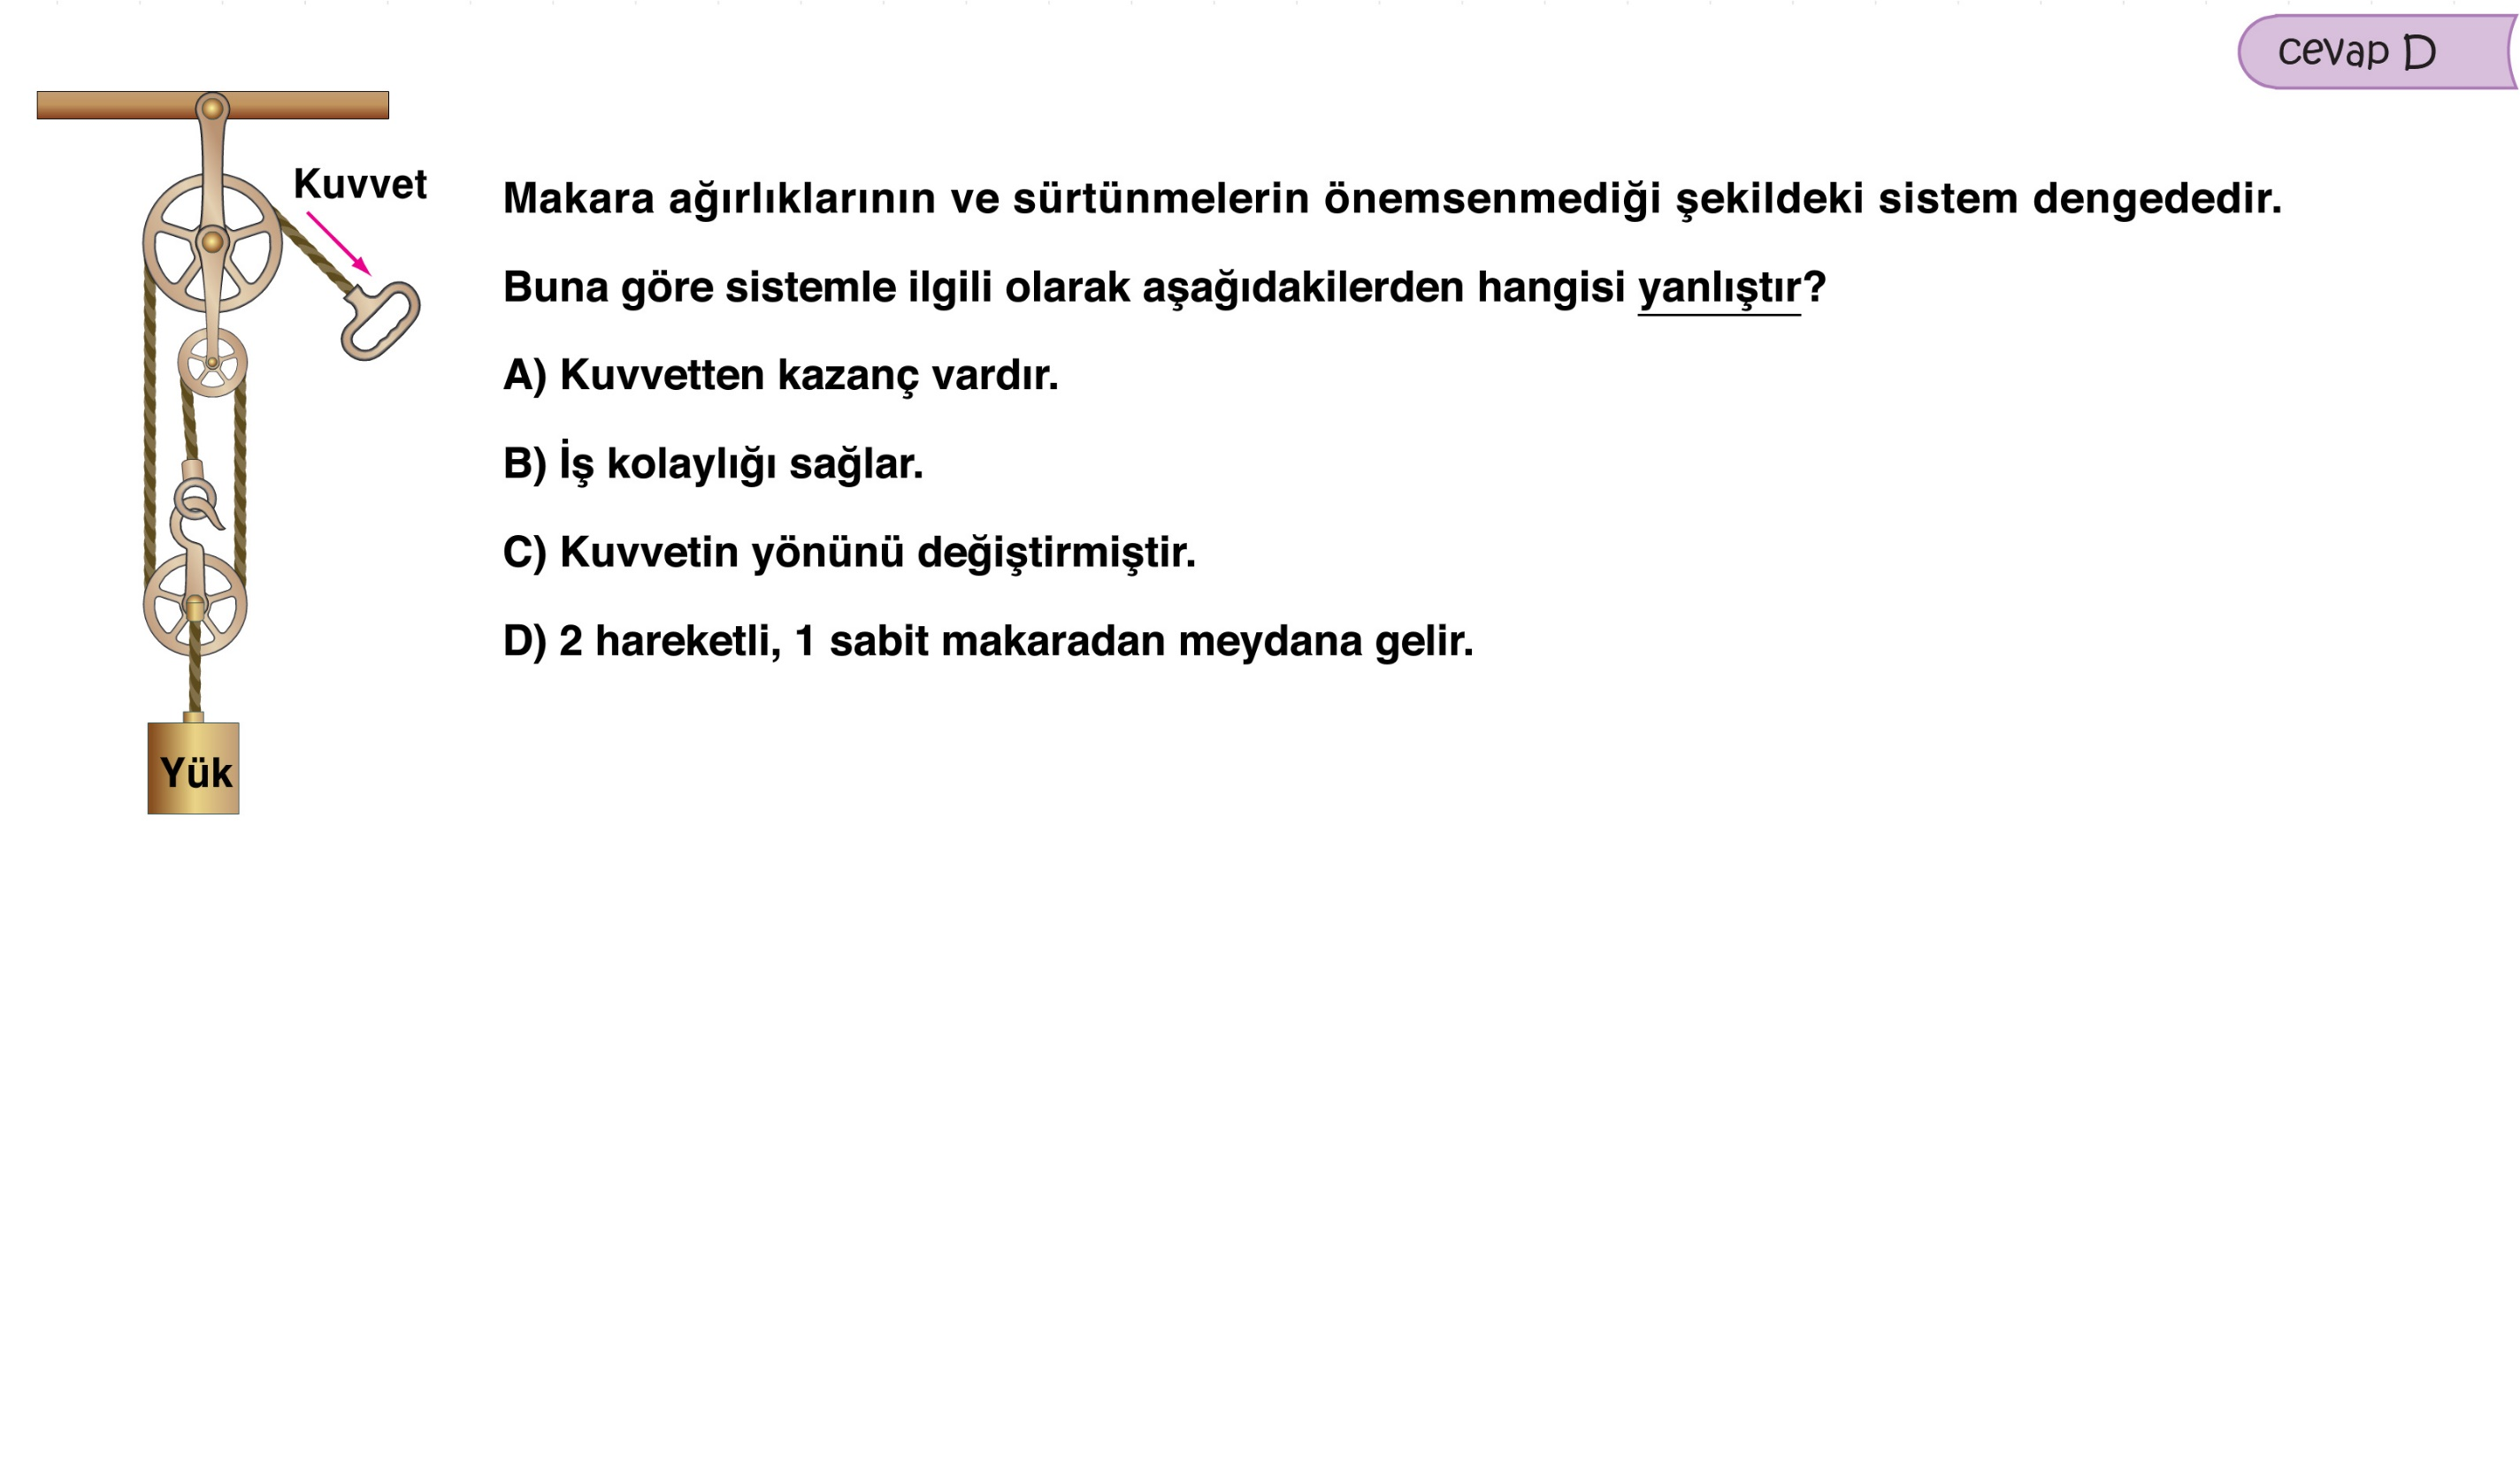 cevap D
Kuvvet
Makara ağırlıklarının ve sürtünmelerin önemsenmediği şekildeki sistem dengededir.
Buna göre sistemle ilgili olarak aşağıdakilerden hangisi yanlıştır?
A) Kuvvetten kazanç vardır.
B) İş kolaylığı sağlar.
C) Kuvvetin yönünü değiştirmiştir.
D) 2 hareketli, 1 sabit makaradan meydana gelir.
Yük